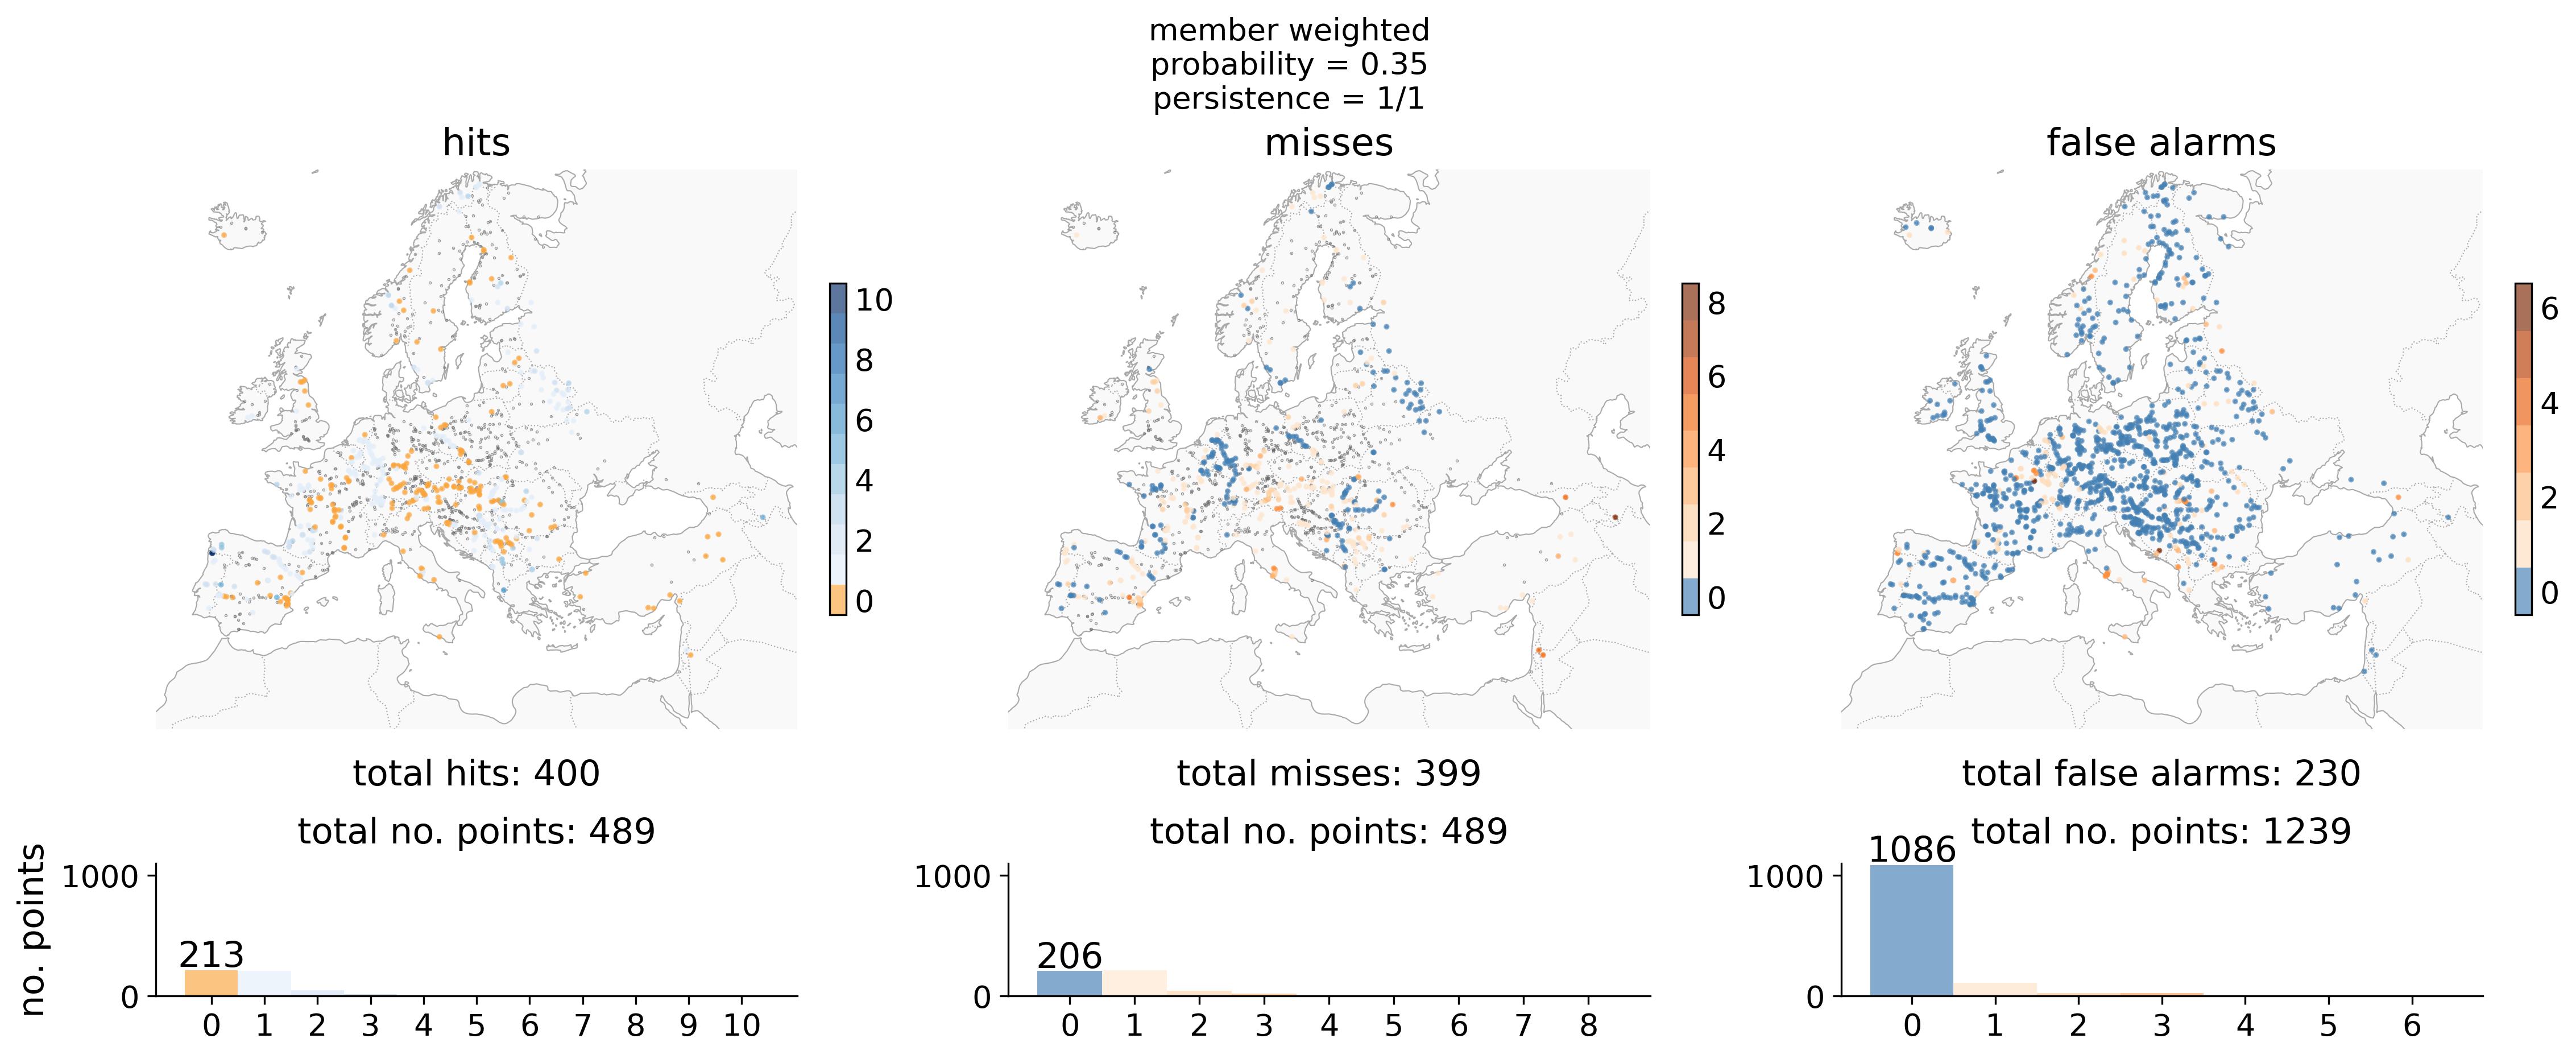 member weighted
probability = 0.35
persistence = 1/1
hits
misses
false alarms
10
8
6
4
2
0
8
6
4
2
0
6
4
2
0
total hits: 400
total misses: 399
total false alarms: 230
total no. points: 489
total no. points: 489
total no. points: 1239
no. points
1000
0
213
0 1 2 3 4 5 6 7 8 9 10
1000
0
206
0 1 2 3 4 5 6 7 8
1000
0
1086
0 1 2 3 4 5 6